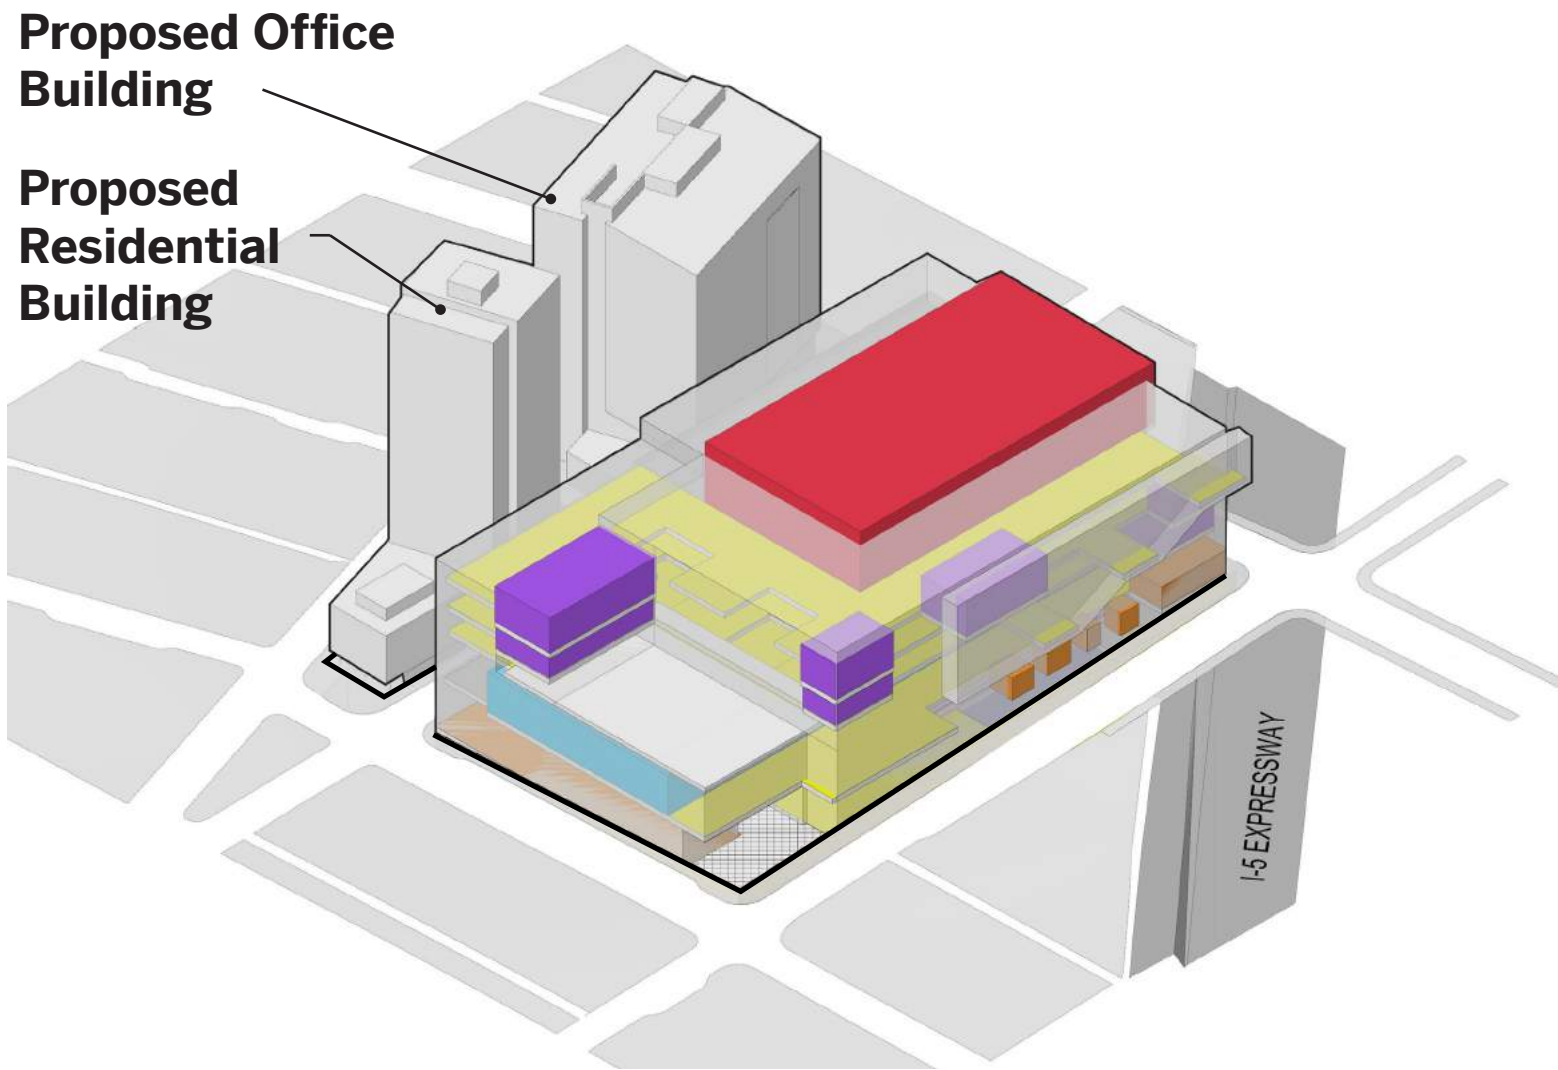 Proposed Office
Building
Proposed
Residential
Building
I-5 EXPRESSWAY